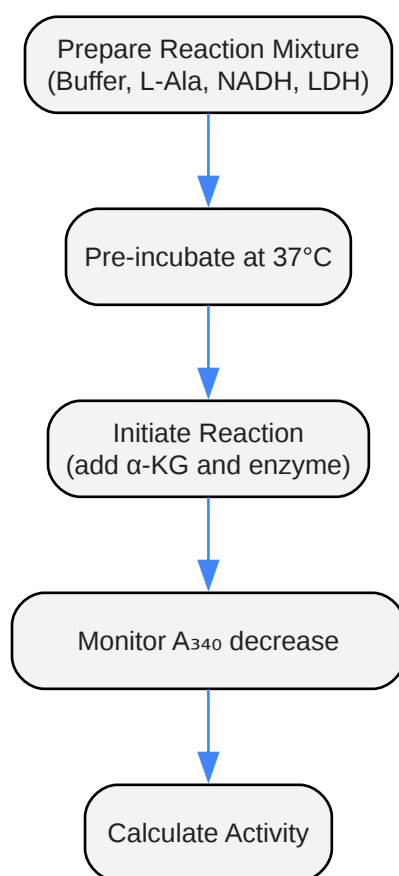 Prepare Reaction Mixture
(Buffer, L-Ala, NADH, LDH)
Pre-incubate at 37°C
Initiate Reaction
(add α-KG and enzyme)
Monitor A₃₄₀ decrease
Calculate Activity